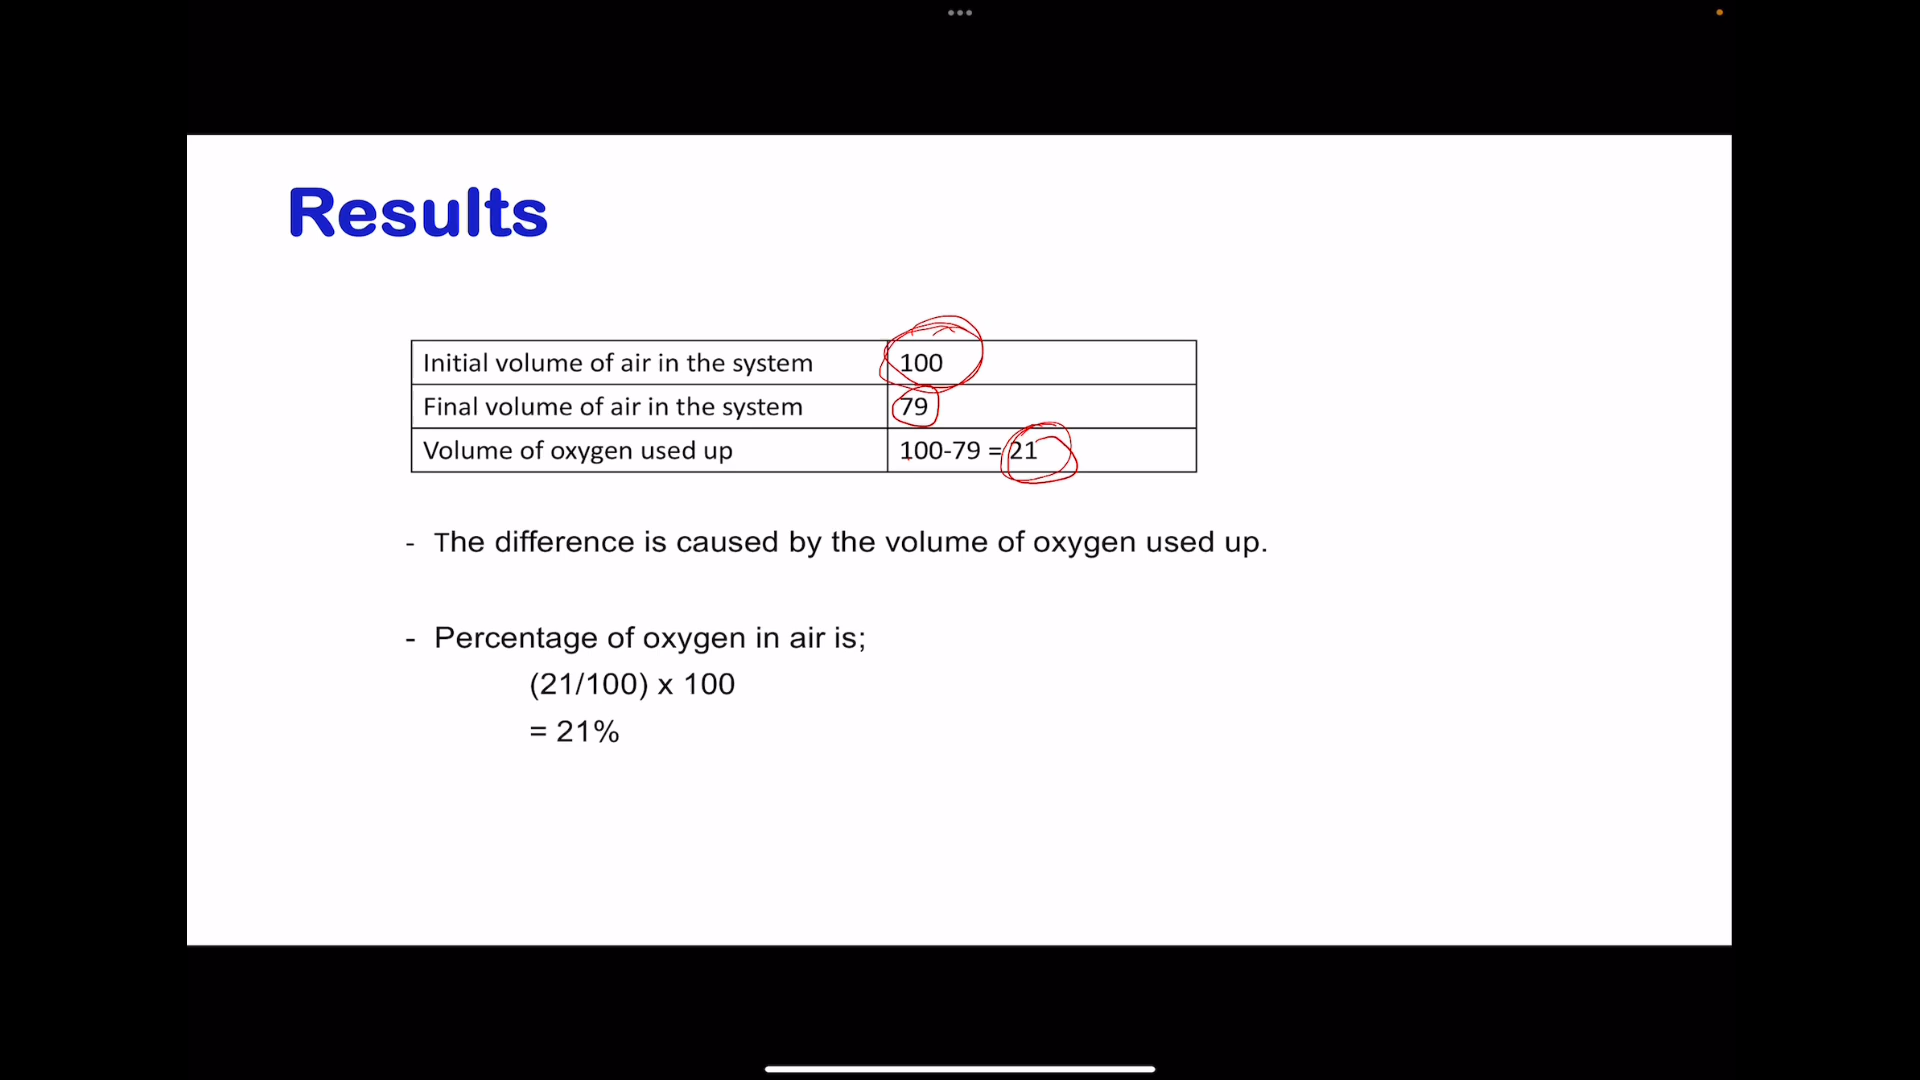 Results
Initial volume of air in the system 100
Final volume of air in the system 79
Volume of oxygen used up 100-79 = 21
- The difference is caused by the volume of oxygen used up.
- Percentage of oxygen in air is;
(21/100) x 100
= 21%